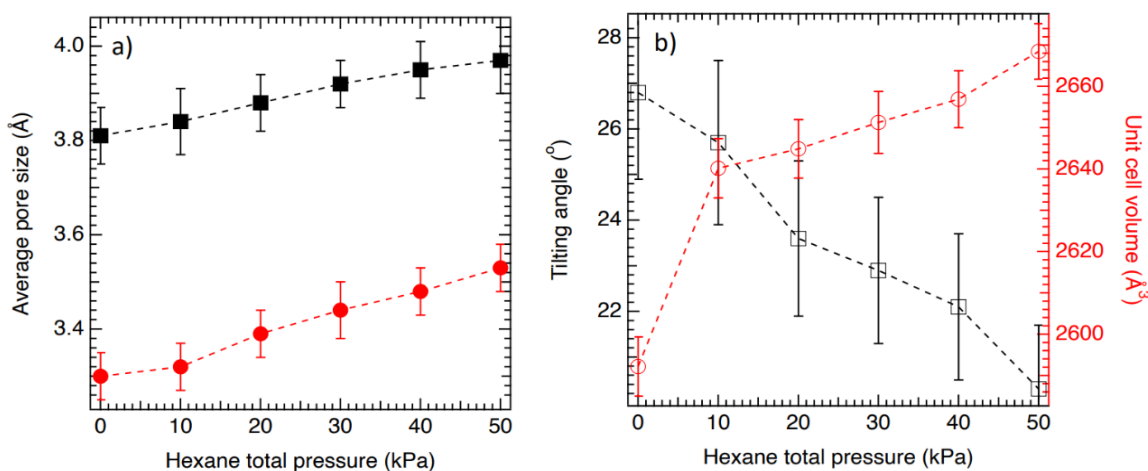 a)
4.0
3.8
3.6
3.4
Average pore size (Å)
0 10 20 30 40 50
Hexane total pressure (kPa)
b)
28
26
24
22
Tilting angle (°)
2660
2640
2620
2600
Unit cell volume (Å³)
0 10 20 30 40 50
Hexane total pressure (kPa)